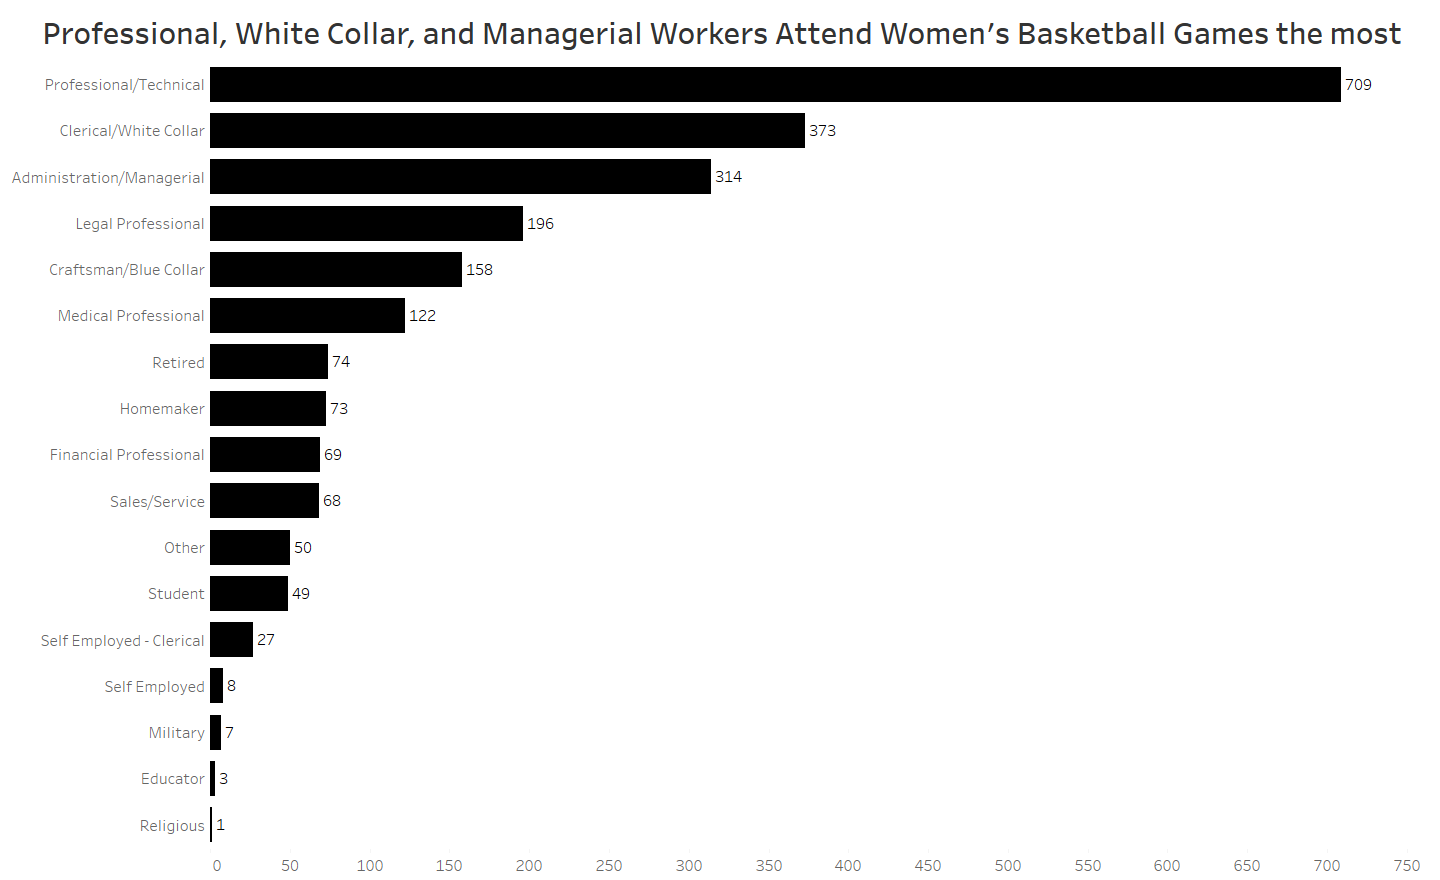 Professional, White Collar, and Managerial Workers Attend Women’s Basketball Games the most
Professional/Technical 709
Clerical/White Collar 373
Administration/Managerial 314
Legal Professional 196
Craftsman/Blue Collar 158
Medical Professional 122
Retired 74
Homemaker 73
Financial Professional 69
Sales/Service 68
Other 50
Student 49
Self Employed - Clerical 27
Self Employed 8
Military 7
Educator 3
Religious 1
0 50 100 150 200 250 300 350 400 450 500 550 600 650 700 750